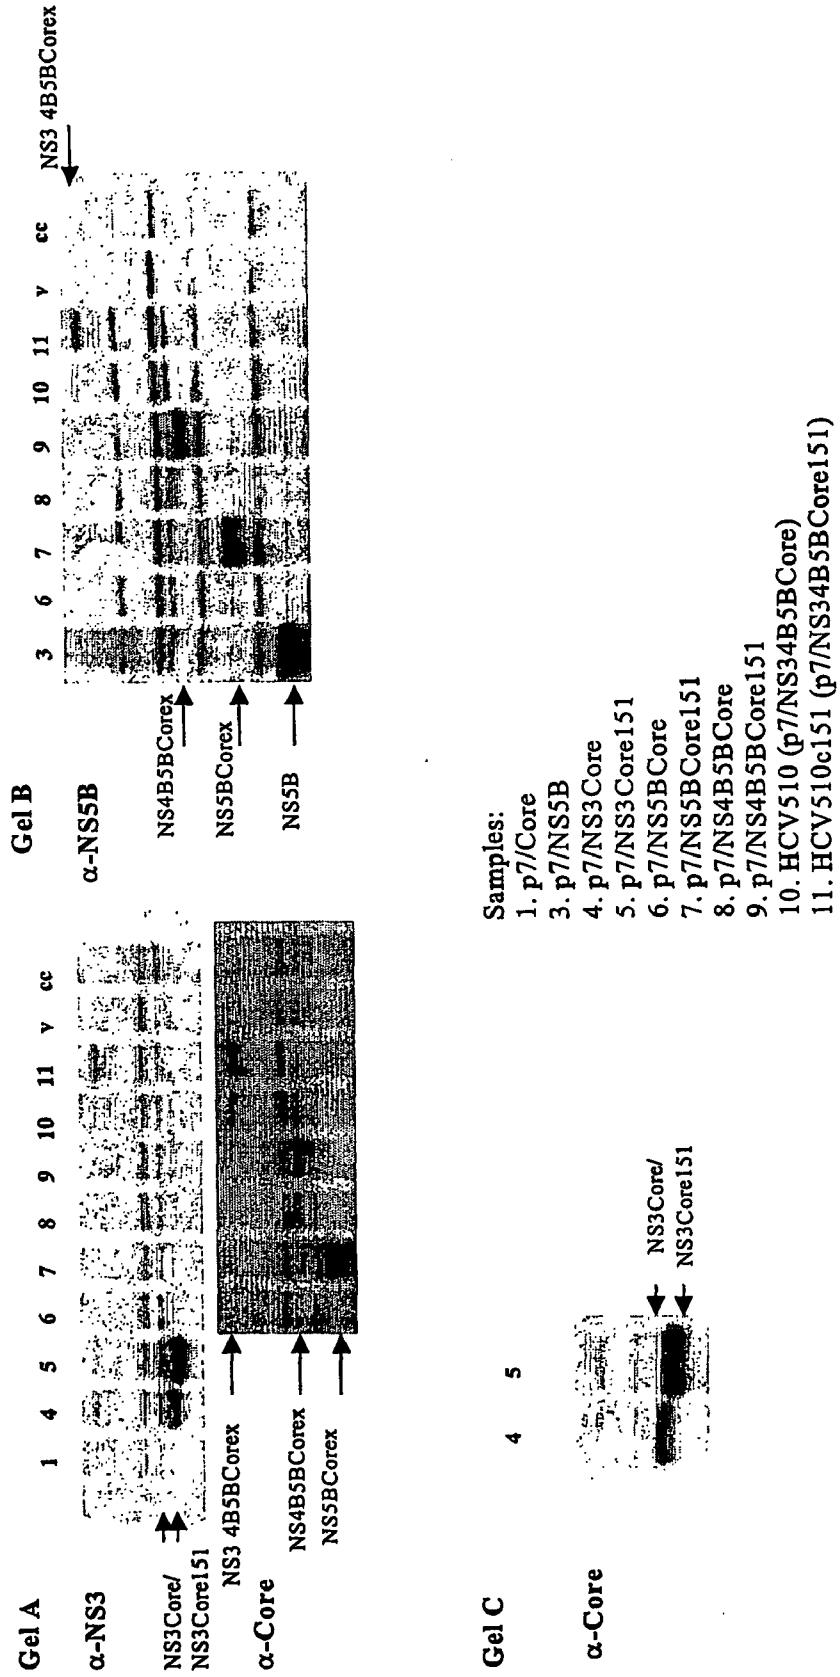 Gel A
1 4 5 6 7 8 9 10 11 v cc
α-NS3
NS3Core/
NS3Core151
NS3 4B5BCorex
α-Core
NS4B5BCorex
NS5BCorex
Gel B
3 6 7 8 9 10 11 v cc
NS3 4B5BCorex
α-NS5B
NS4B5BCorex
NS5BCorex
NS5B
Gel C
4 5
α-Core
NS3Core/
NS3Core151
Samples:
1. p7/Core
3. p7/NS5B
4. p7/NS3Core
5. p7/NS3Core151
6. p7/NS5BCore
7. p7/NS5BCore151
8. p7/NS4B5BCore
9. p7/NS4B5BCore151
10. HCV510 (p7/NS34B5BCore)
11. HCV510c151 (p7/NS34B5BCore151)